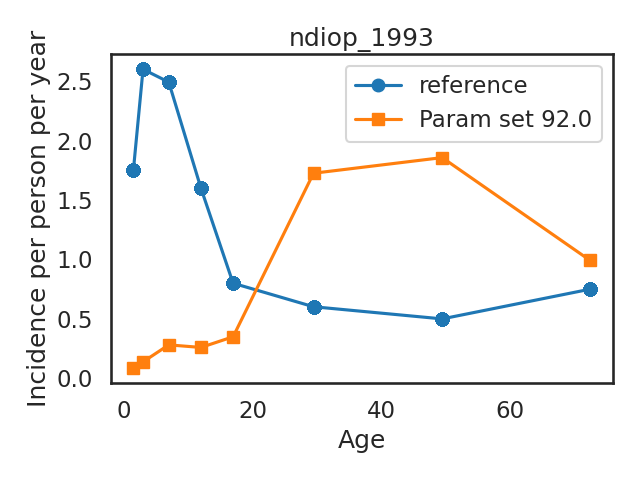 ndiop_1993
Incidence per person per year
2.5
2.0
1.5
1.0
0.5
0.0
reference
Param set 92.0
0 20 40 60
Age